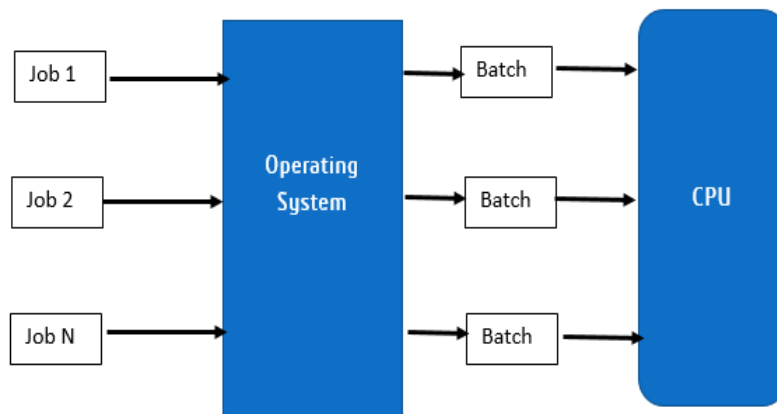 Job 1
Batch
Operating
System
Job 2
Batch
CPU
Job N
Batch